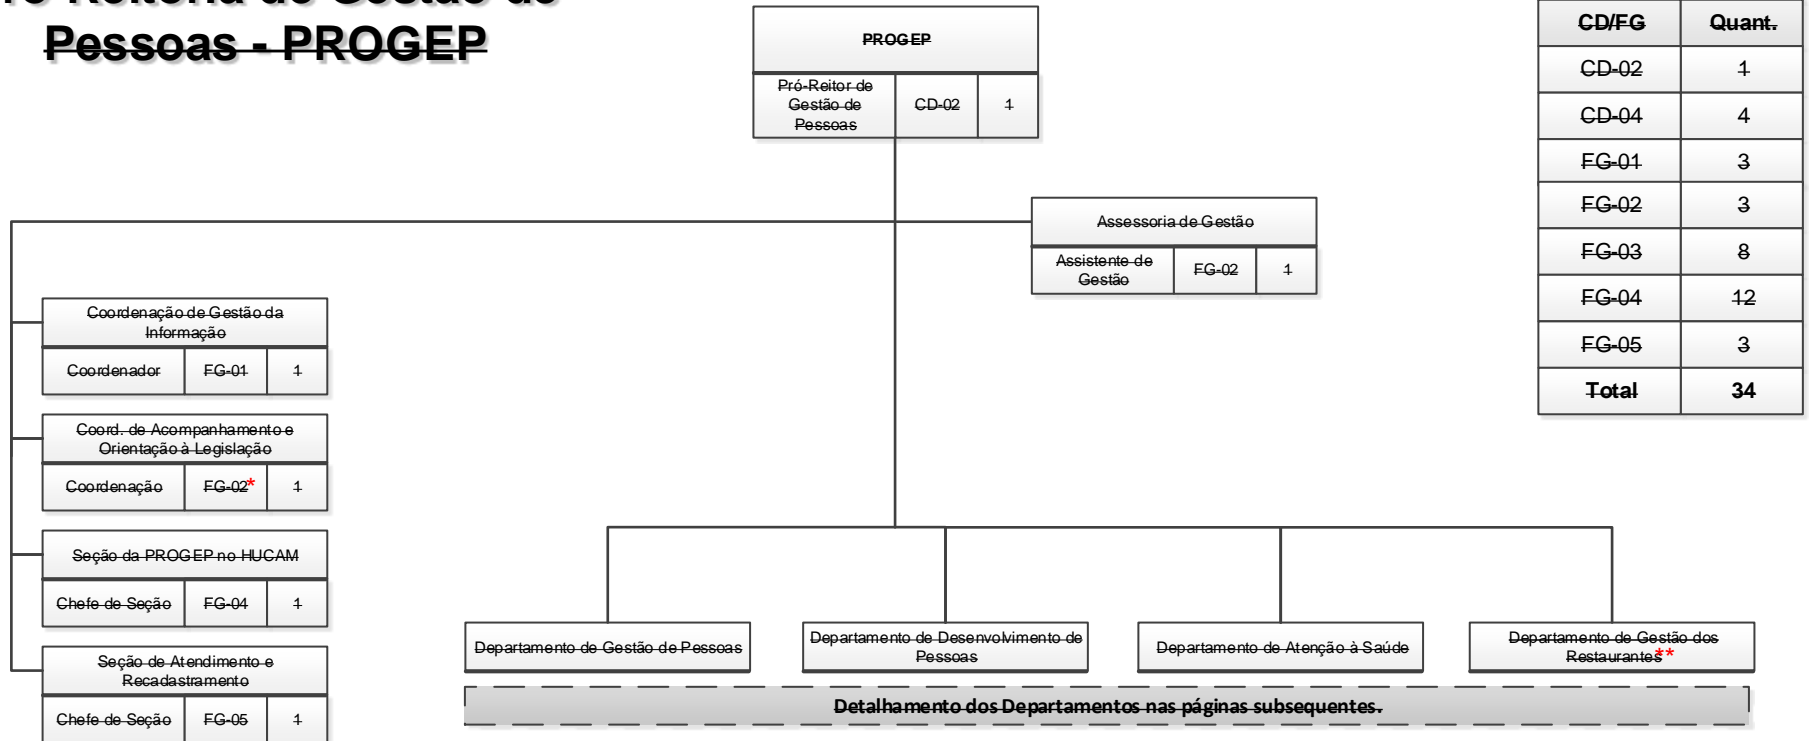 ró-Reitoria de Gestão de
Pessoas - PROGEP
PROGEP
Pró-Reitor de
Gestão de
Pessoas
CD-02
1
CD/FG Quant.
CD-02 1
CD-04 4
FG-01 3
FG-02 3
FG-03 8
FG-04 12
FG-05 3
Total 34
Assessoria de Gestão
Assistente de
Gestão
FG-02
1
Coordenação de Gestão da
Informação
Coordenador FG-01 1
Coord. de Acompanhamento e
Orientação à Legislação
Coordenação FG-02* 1
Seção da PROGEP no HUCAM
Chefe de Seção FG-04 1
Seção de Atendimento e
Recadastramento
Chefe de Seção FG-05 1
Departamento de Gestão de Pessoas
Departamento de Desenvolvimento de
Pessoas
Departamento de Atenção à Saúde
Departamento de Gestão dos
Restaurantes**
Detalhamento dos Departamentos nas páginas subsequentes.